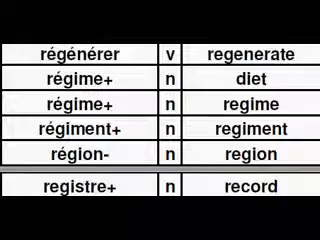 régénérer v regenerate
régime+ n diet
régime+ n regime
régiment+ n regiment
région- n region
registre+ n record